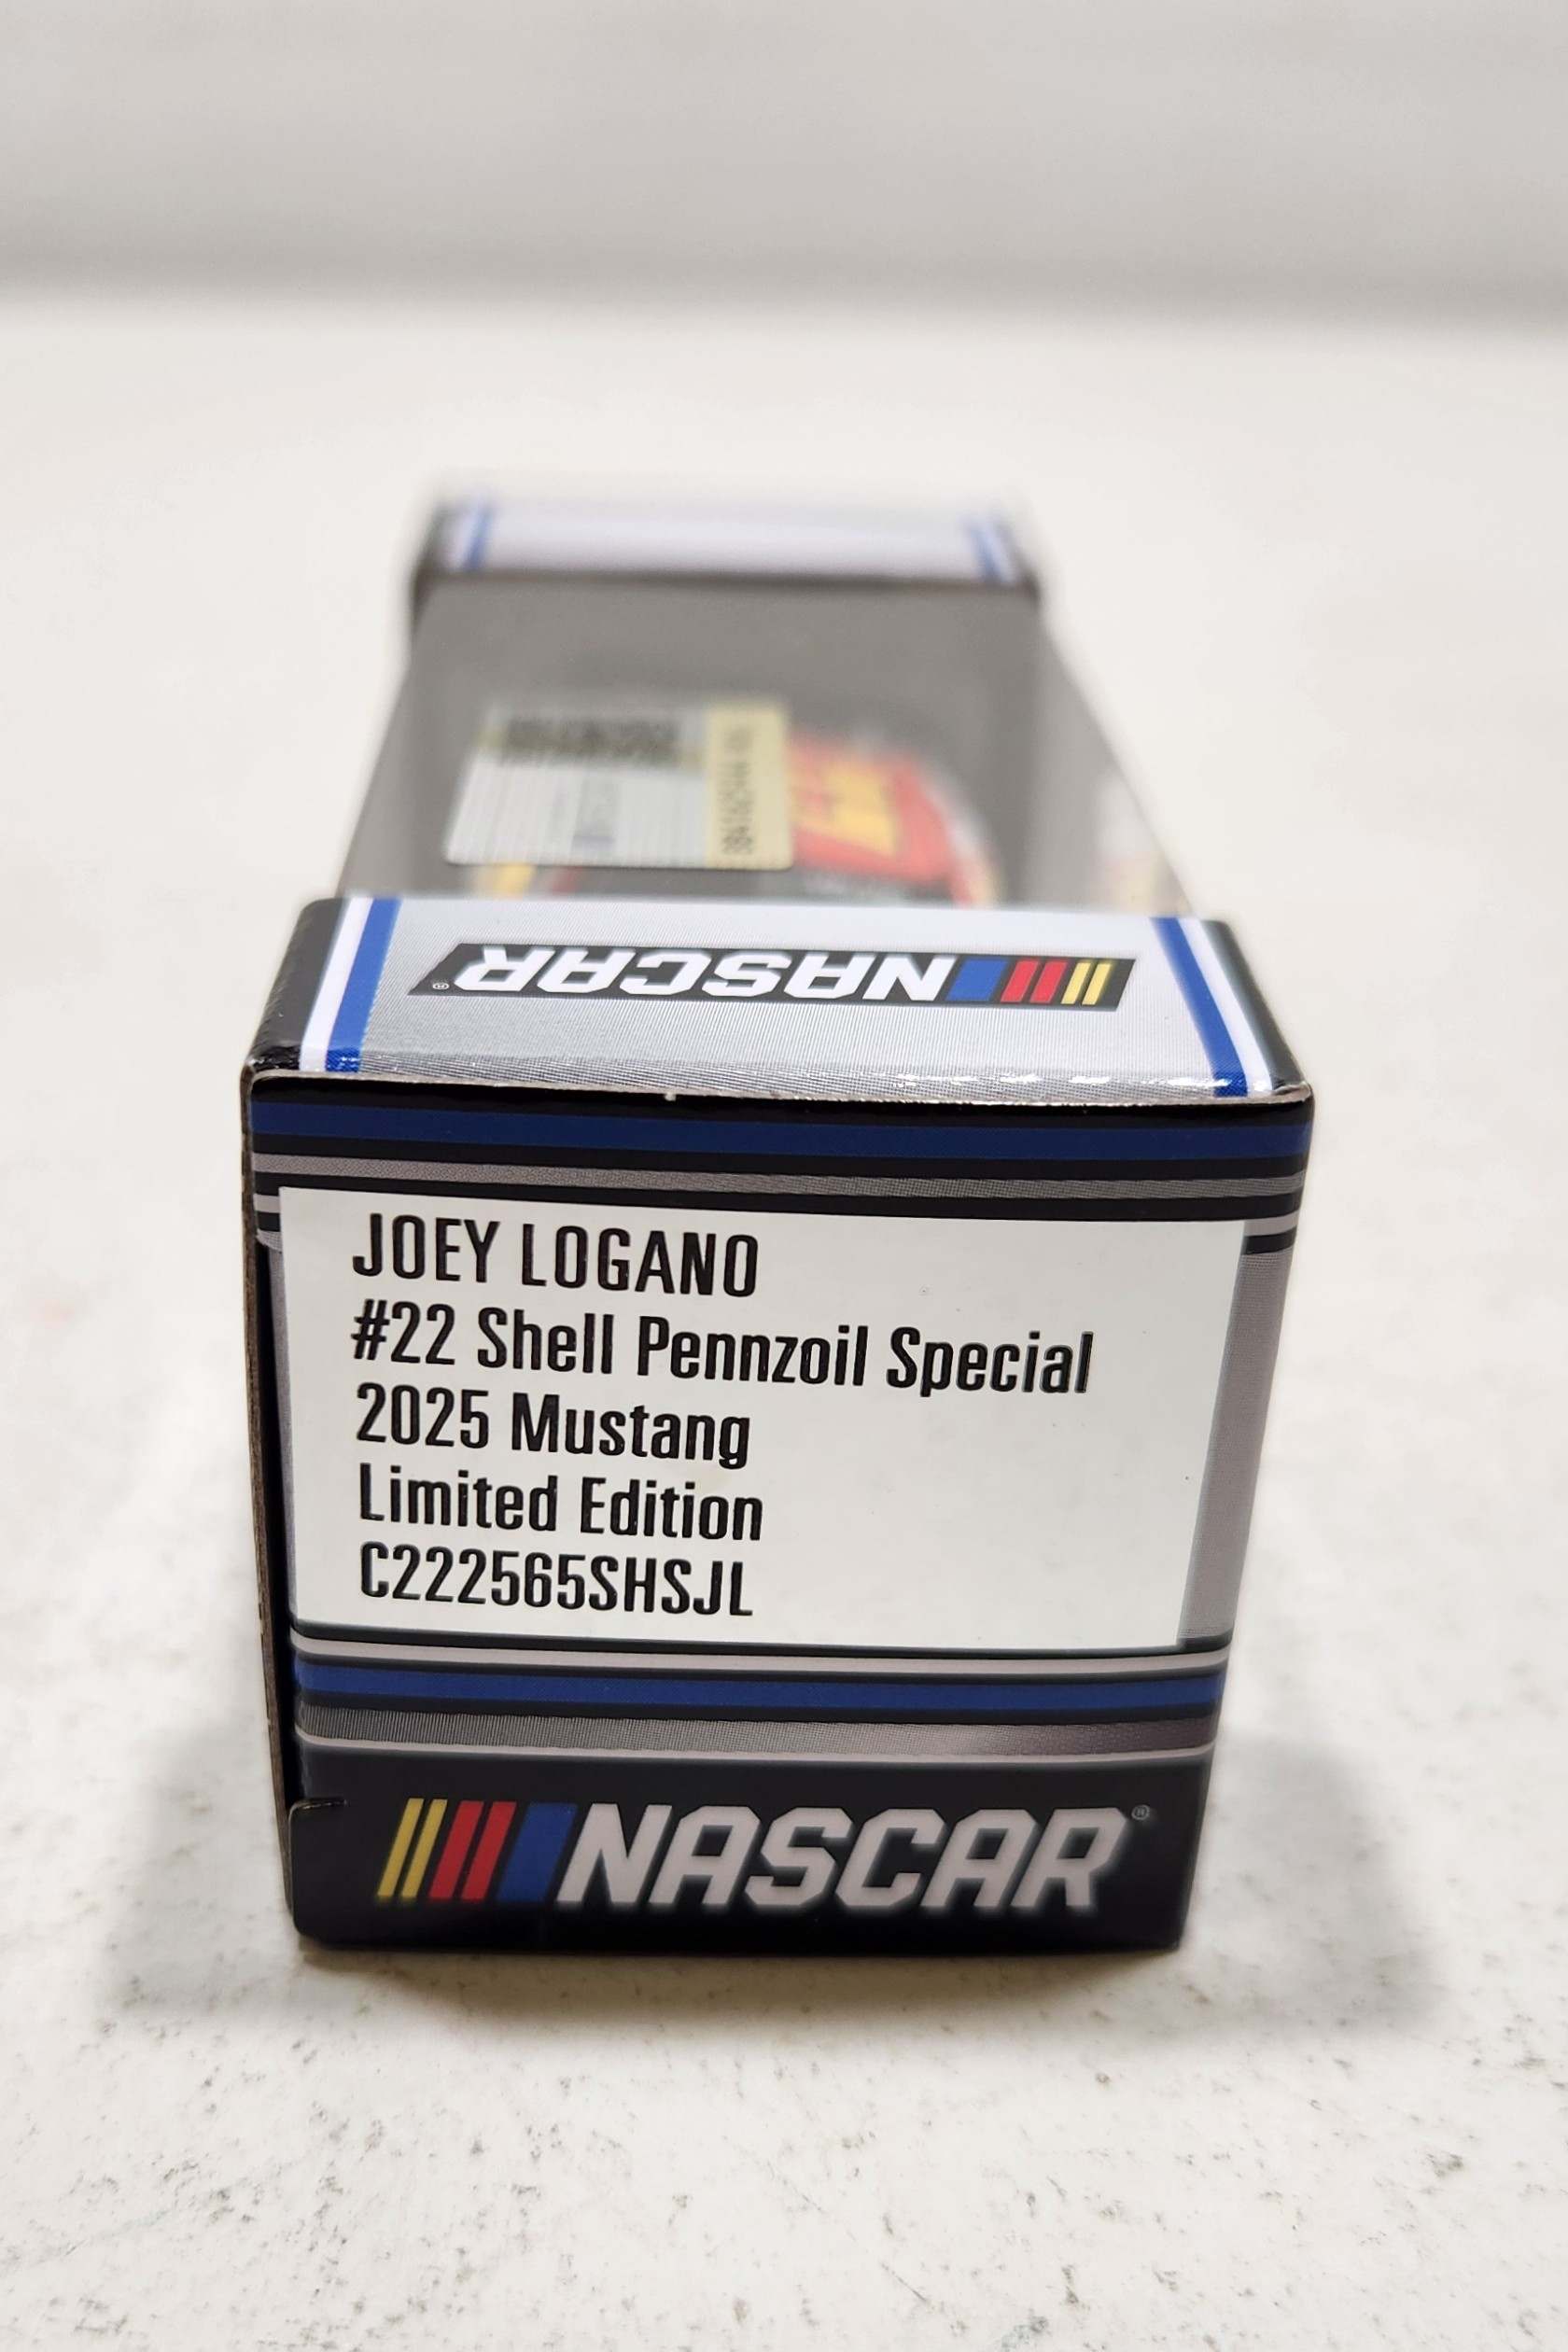 NASCAR
JOEY LOGANO
#22 Shell Pennzoil Special
2025 Mustang
Limited Edition
C222565SHSJL
NASCAR